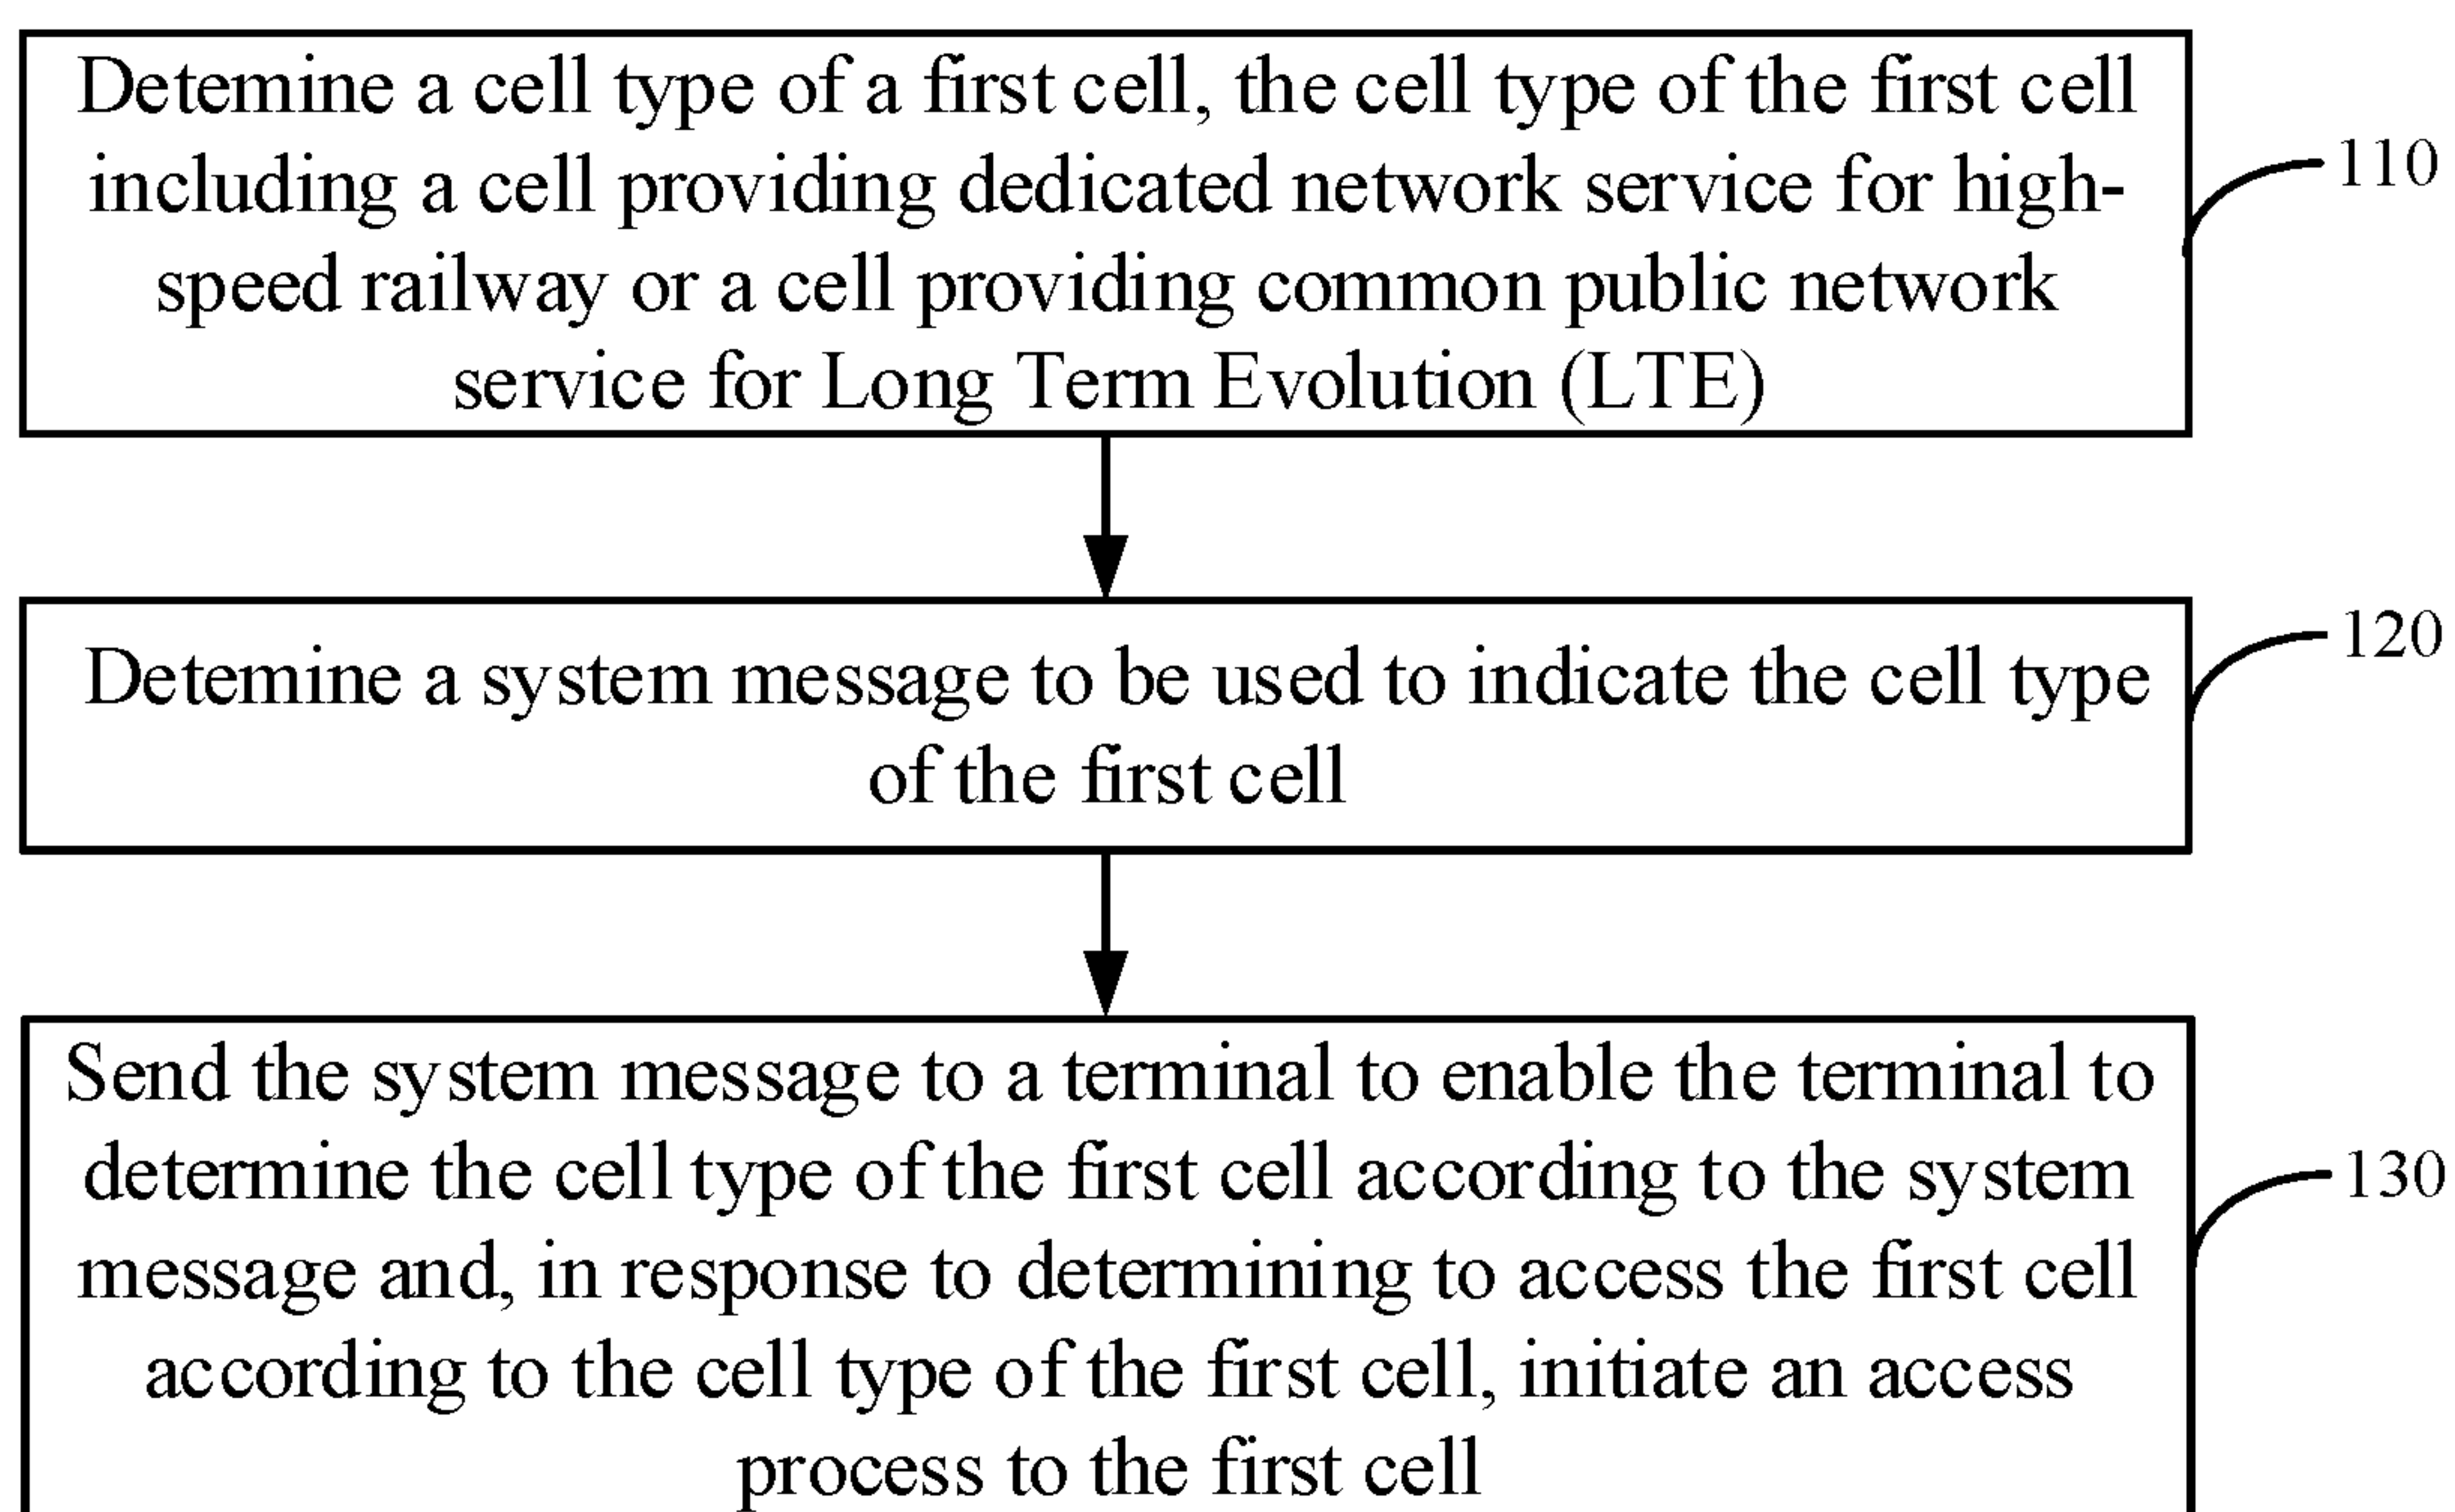 Detemine a cell type of a first cell, the cell type of the first cell
including a cell providing dedicated network service for high-
speed railway or a cell providing common public network
service for Long Term Evolution (LTE)
110
Detemine a system message to be used to indicate the cell type
of the first cell
120
Send the system message to a terminal to enable the terminal to
determine the cell type of the first cell according to the system
message and, in response to determining to access the first cell
according to the cell type of the first cell, initiate an access
process to the first cell
130